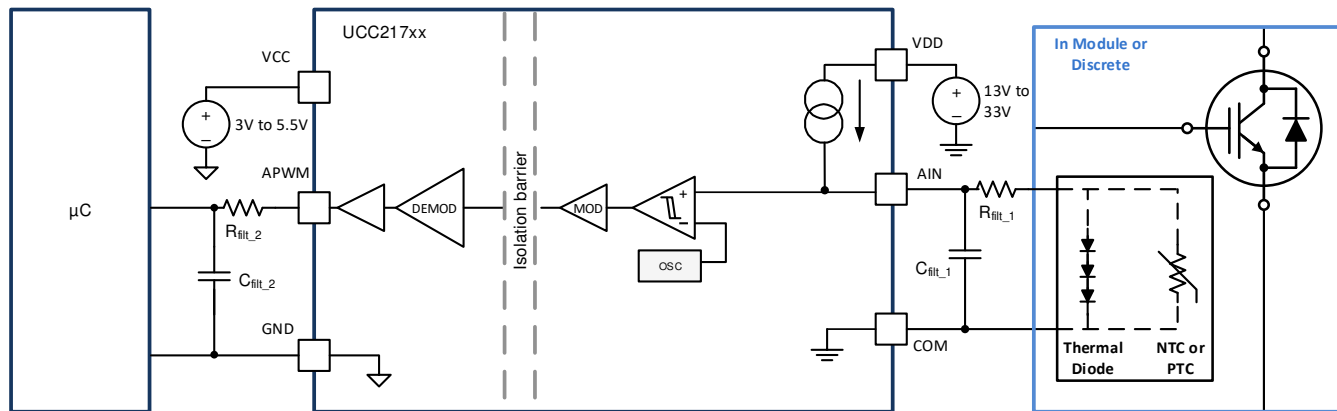 UCC217xx
In Module or
Discrete
VCC
VDD
+
−
3V to 5.5V
+
−
13V to
33V
APWM
AIN
µC
DEMOD
Isolation barrier
MOD
+
−
OSC
Rfilt_2
Cfilt_2
Rfilt_1
Cfilt_1
GND
COM
Thermal
Diode
NTC or
PTC